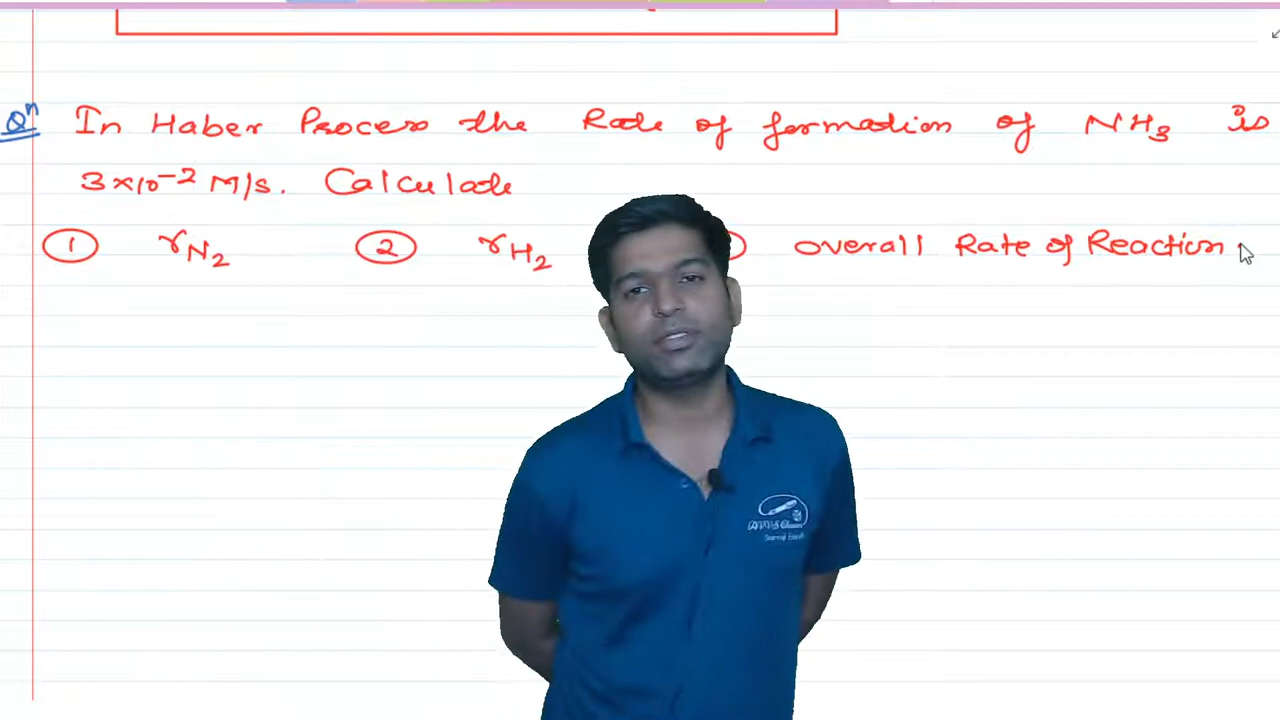 Qⁿ In Haber Process the Rate of formation of NH₃ is
3×10⁻² M/s. Calculate
① rN₂ ② rH₂ overall Rate of Reaction